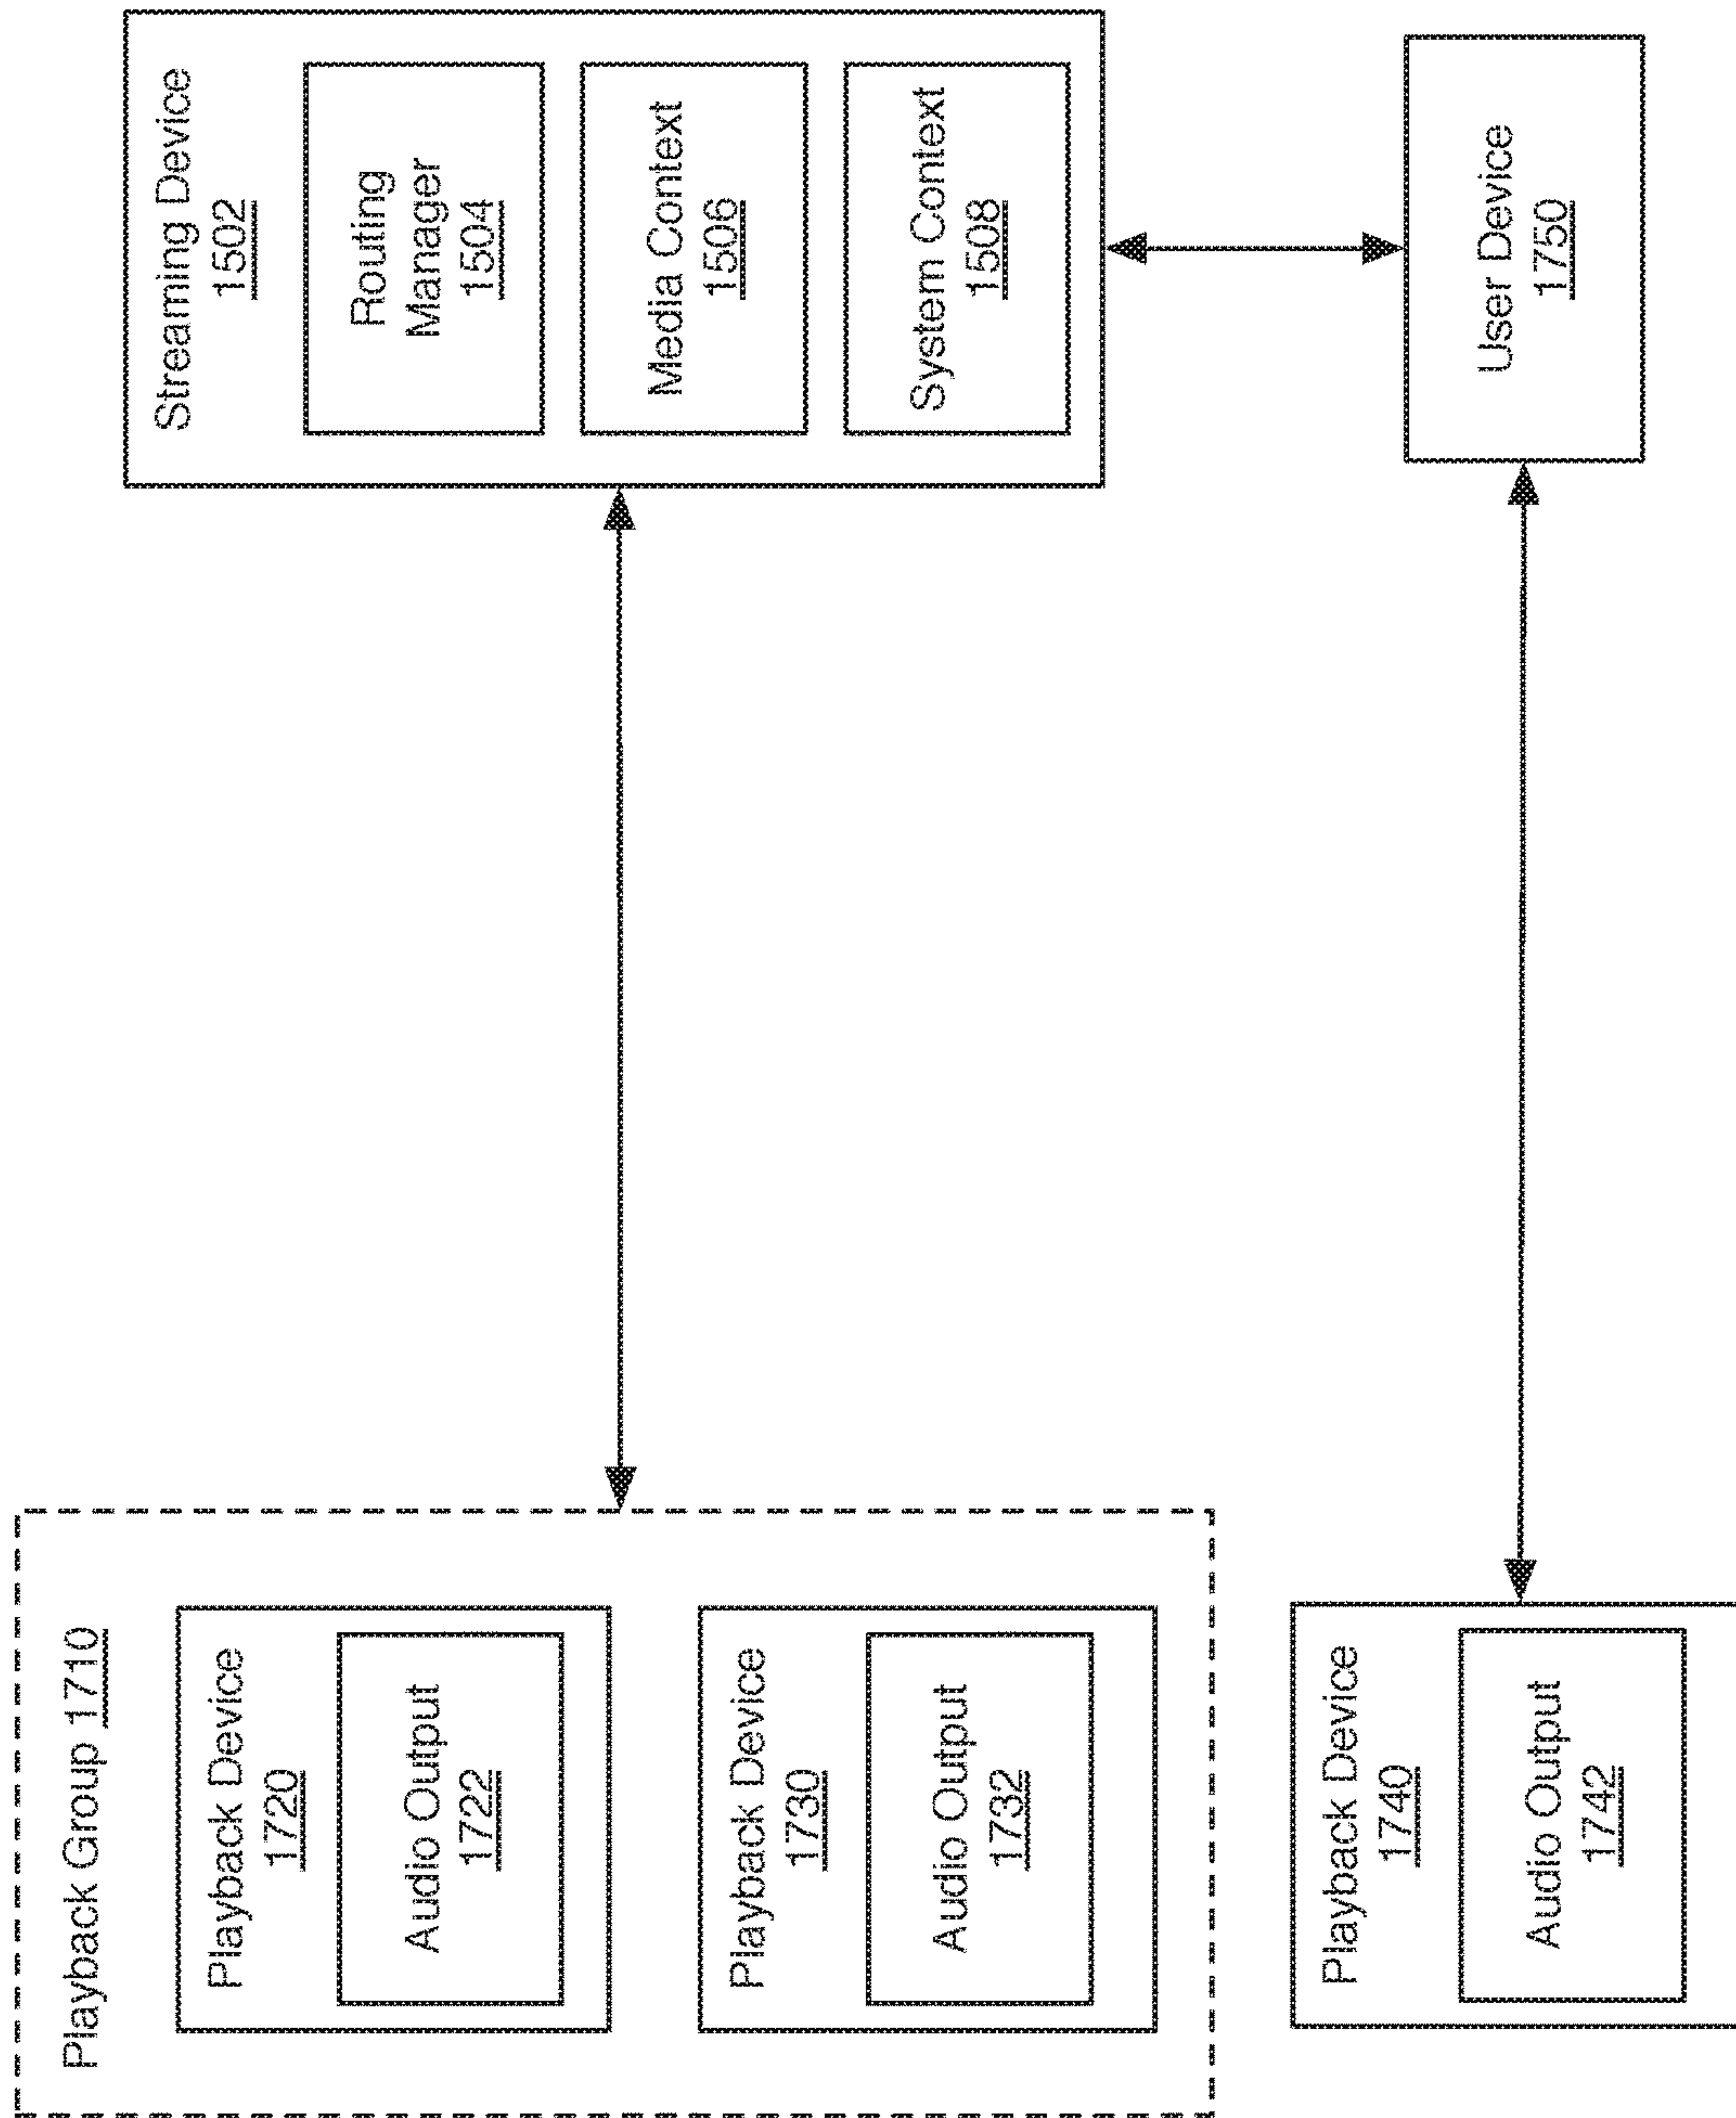 Playback Group 1710
Playback Device
1720
Audio Output
1722
Playback Device
1730
Audio Output
1732
Playback Device
1740
Audio Output
1742
Streaming Device
1502
Routing
Manager
1504
Media Context
1506
System Context
1508
User Device
1750